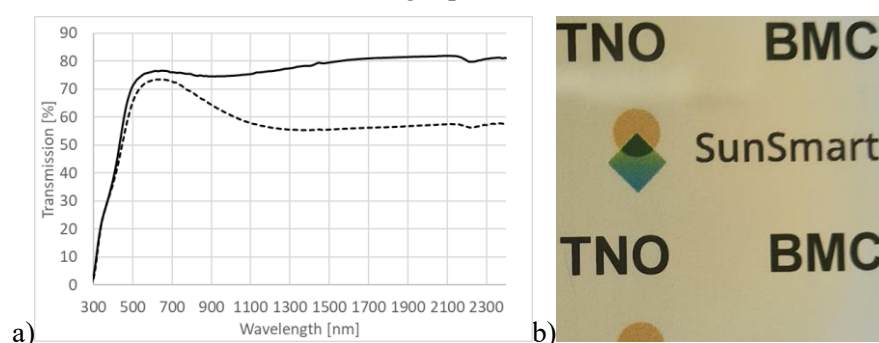 90
80
70
60
50
40
30
20
10
0
Transmission [%]
300 500 700 900 1100 1300 1500 1700 1900 2100 2300
Wavelength [nm]
a)
b)
TNO BMC
SunSmart
TNO BMC